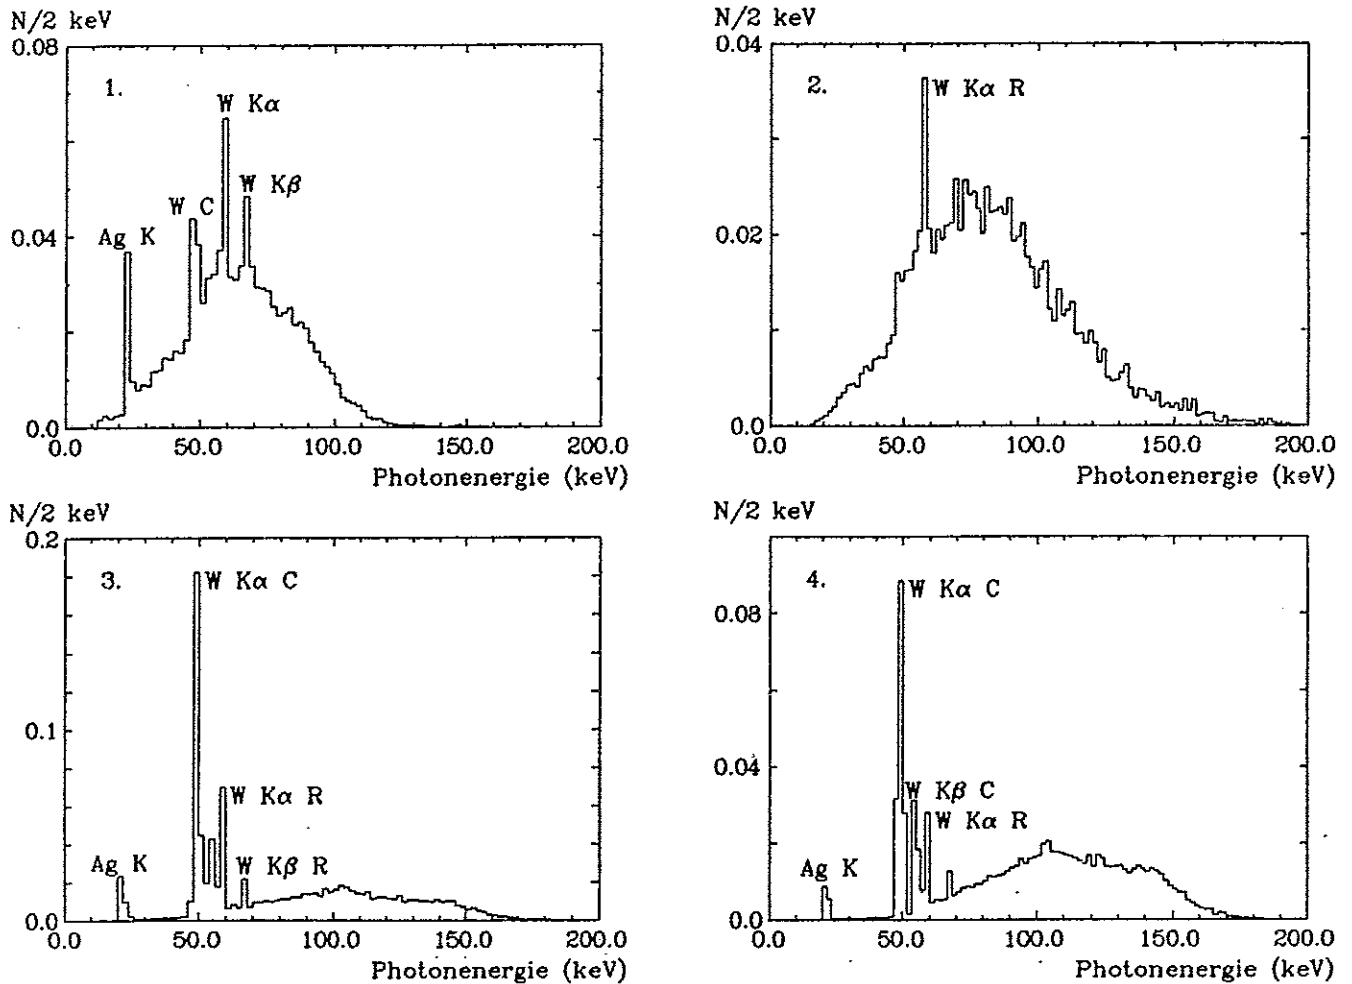 N/2 keV
0.08
1.
W Kα
W Kβ
W C
Ag K
0.04
0.0
0.0 50.0 100.0 150.0 200.0
Photonenergie (keV)
N/2 keV
0.04
2.
W Kα R
0.02
0.0
0.0 50.0 100.0 150.0 200.0
Photonenergie (keV)
N/2 keV
0.2
3.
W Kα C
0.1
W Kα R
Ag K
W Kβ R
0.0
0.0 50.0 100.0 150.0 200.0
Photonenergie (keV)
N/2 keV
4.
W Kα C
0.08
W Kβ C
W Kα R
0.04
Ag K
0.0
0.0 50.0 100.0 150.0 200.0
Photonenergie (keV)